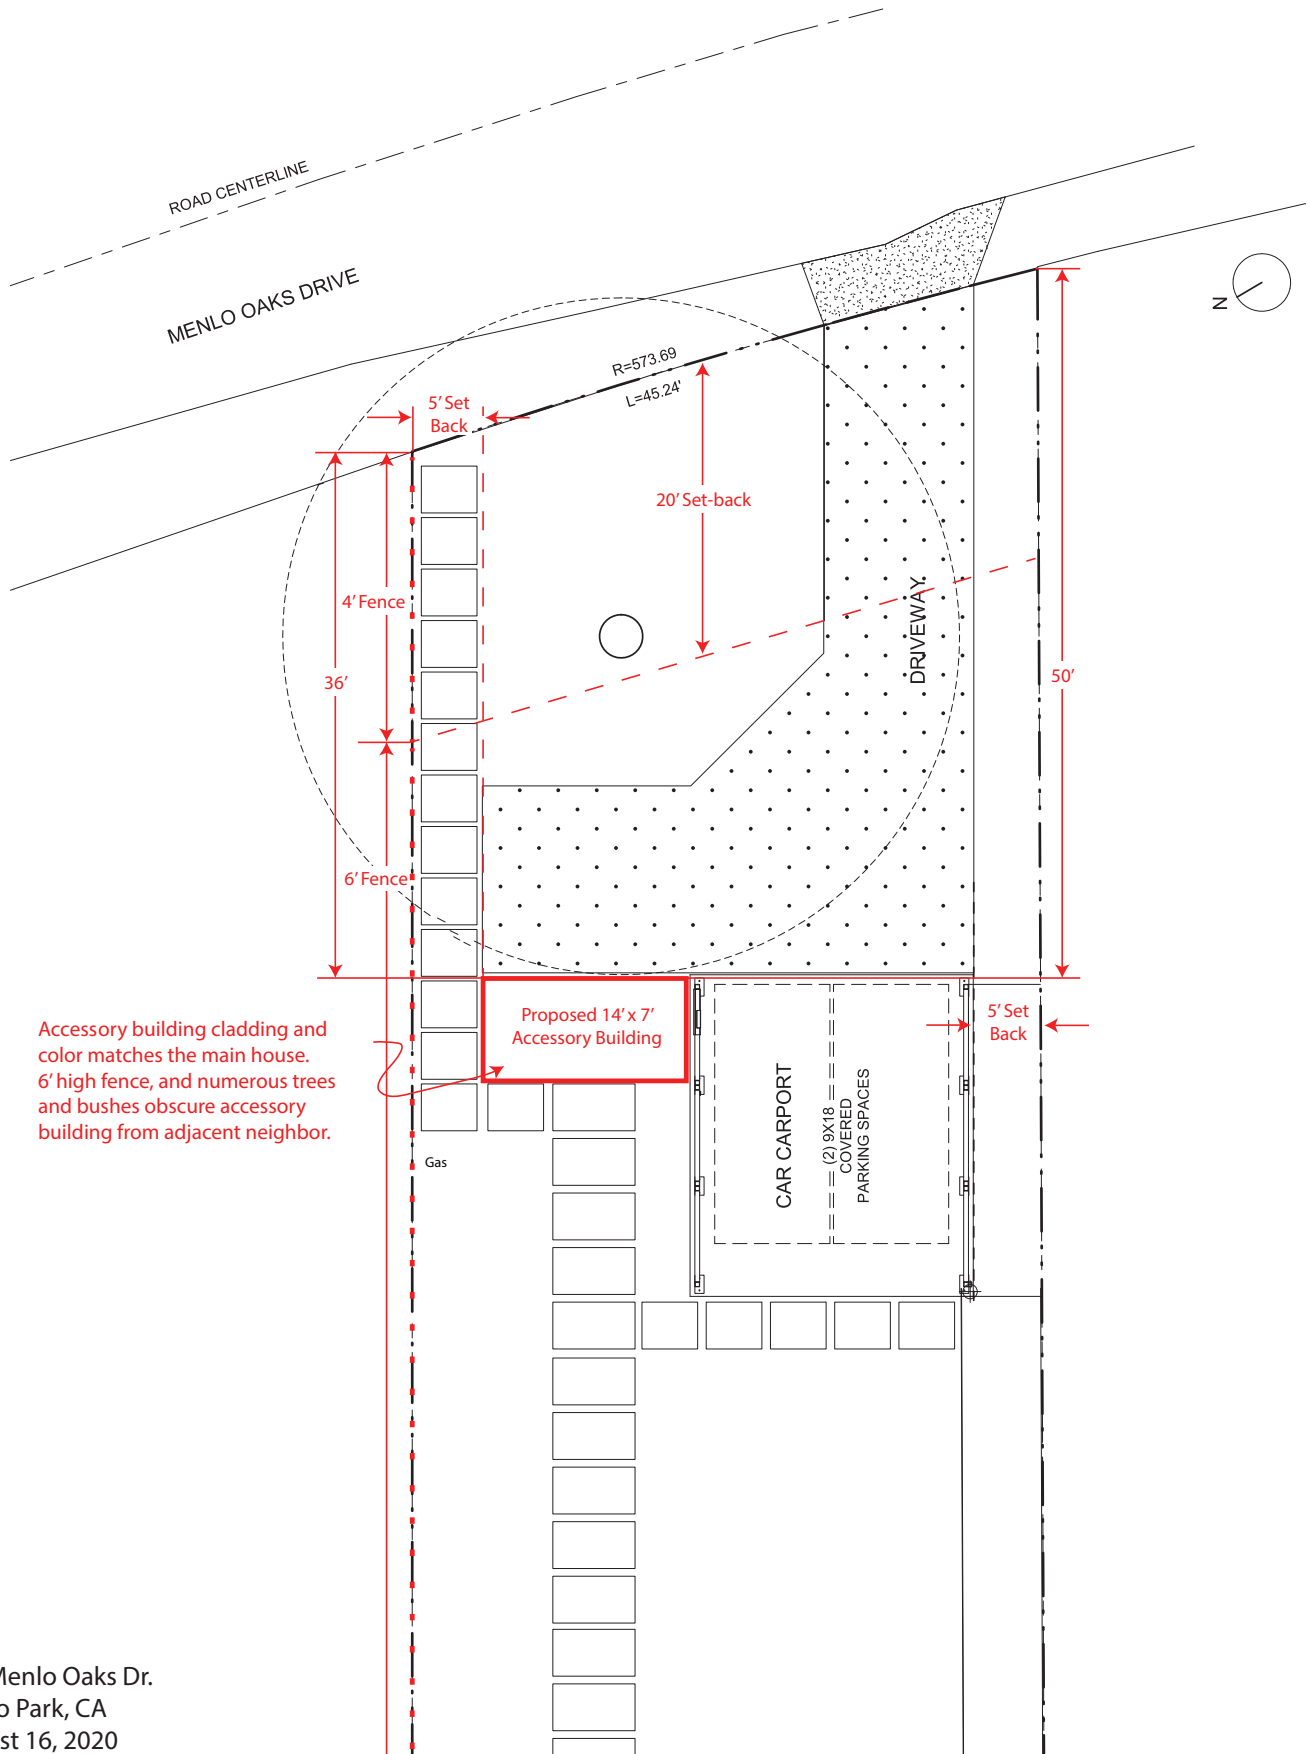 ROAD CENTERLINE
MENLO OAKS DRIVE
N
R=573.69
L=45.24'
5' Set
Back
20' Set-back
4' Fence
36'
50'
DRIVEWAY
6' Fence
Proposed 14' x 7'
Accessory Building
5' Set
Back
Accessory building cladding and
color matches the main house.
6' high fence, and numerous trees
and bushes obscure accessory
building from adjacent neighbor.
CAR CARPORT
(2) 9X18
COVERED
PARKING SPACES
Gas
Menlo Oaks Dr.
Park, CA
16, 2020